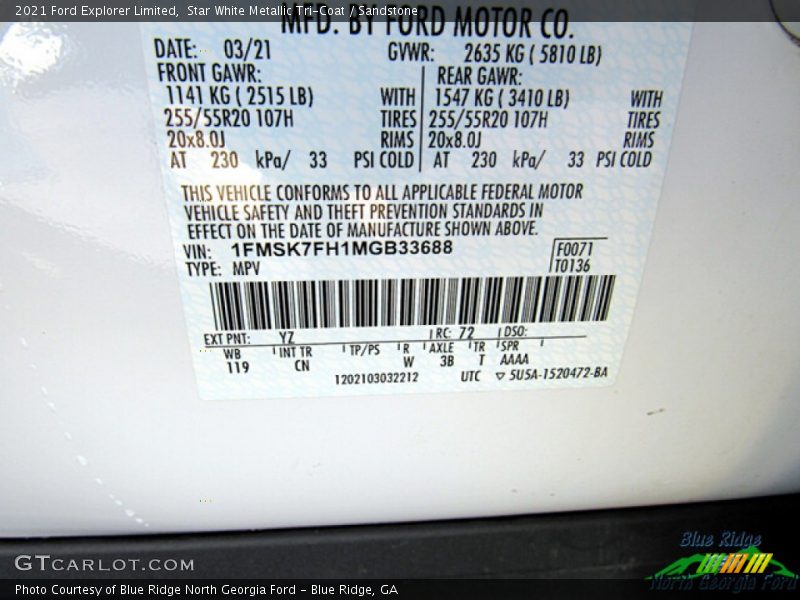 2021 Ford Explorer Limited,  Star White Metallic Tri-Coat / Sandstone
MFD. BY FORD MOTOR CO.
DATE: 03/21 GVWR: 2635 KG ( 5810 LB)
FRONT GAWR: REAR GAWR:
1141 KG ( 2515 LB) WITH 1547 KG ( 3410 LB) WITH
255/55R20 107H TIRES 255/55R20 107H TIRES
20x8.0J RIMS 20x8.0J RIMS
AT 230 kPa/ 33 PSI COLD AT 230 kPa/ 33 PSI COLD
THIS VEHICLE CONFORMS TO ALL APPLICABLE FEDERAL MOTOR
VEHICLE SAFETY AND THEFT PREVENTION STANDARDS IN
EFFECT ON THE DATE OF MANUFACTURE SHOWN ABOVE.
VIN: 1FMSK7FH1MGB33688 F0071
TYPE: MPV T0136
EXT PNT: YZ RC: 72 DSO:
WB INT TR TP/PS R AXLE TR SPR
119 CN W 3B T AAAA
1202103032212 UTC ▽ 5U5A-1520472-BA
Blue Ridge
North Georgia Ford
GTCARLOT.COM
Photo Courtesy of Blue Ridge North Georgia Ford - Blue Ridge, GA